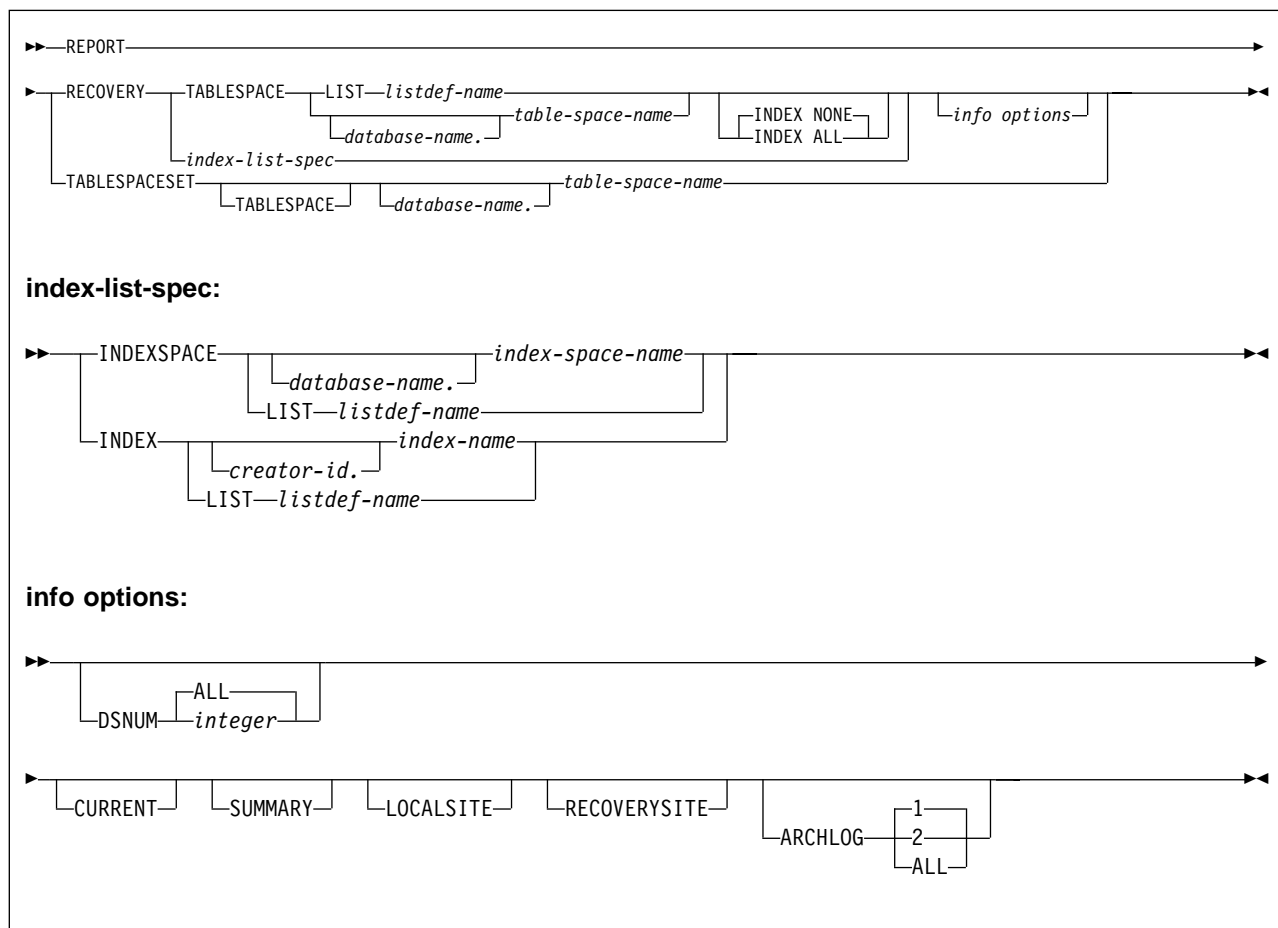 REPORT
RECOVERY TABLESPACE LIST listdef-name
database-name. table-space-name INDEX NONE info options
INDEX ALL
index-list-spec
TABLESPACESET table-space-name
TABLESPACE database-name.
index-list-spec:
INDEXSPACE index-space-name
database-name.
LIST listdef-name
INDEX index-name
creator-id.
LIST listdef-name
info options:
ALL
DSNUM integer
CURRENT SUMMARY LOCALSITE RECOVERYSITE 1
ARCHLOG 2
ALL